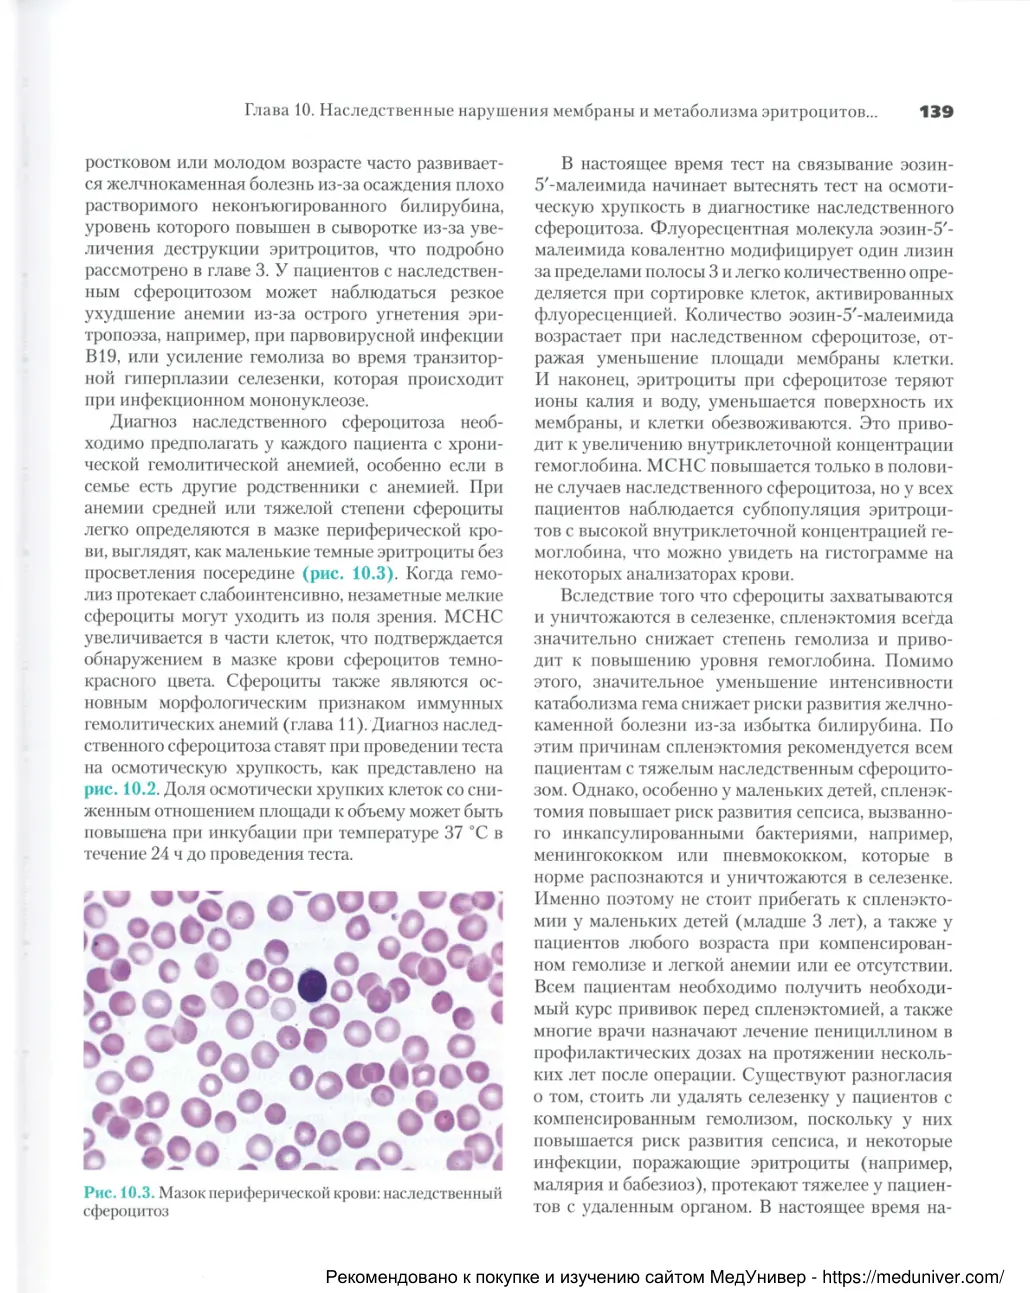 Глава 10. Наследственные нарушения мембраны и метаболизма эритроцитов... 139
ростковом или молодом возрасте часто развивает-
ся желчнокаменная болезнь из-за осаждения плохо
растворимого неконъюгированного билирубина,
уровень которого повышен в сыворотке из-за уве-
личения деструкции эритроцитов, что подробно
рассмотрено в главе 3. У пациентов с наследствен-
ным сфероцитозом может наблюдаться резкое
ухудшение анемии из-за острого угнетения эри-
тропоэза, например, при парвовирусной инфекции
B19, или усиление гемолиза во время транзитор-
ной гиперплазии селезенки, которая происходит
при инфекционном мононуклеозе.
Диагноз наследственного сфероцитоза необ-
ходимо предполагать у каждого пациента с хрони-
ческой гемолитической анемией, особенно если в
семье есть другие родственники с анемией. При
анемии средней или тяжелой степени сфероциты
легко определяются в мазке периферической кро-
ви, выглядят, как маленькие темные эритроциты без
просветления посередине (рис. 10.3). Когда гемо-
лиз протекает слабоинтенсивно, незаметные мелкие
сфероциты могут уходить из поля зрения. MCHC
увеличивается в части клеток, что подтверждается
обнаружением в мазке крови сфероцитов темно-
красного цвета. Сфероциты также являются ос-
новным морфологическим признаком иммунных
гемолитических анемий (глава 11). Диагноз наслед-
ственного сфероцитоза ставят при проведении теста
на осмотическую хрупкость, как представлено на
рис. 10.2. Доля осмотически хрупких клеток со сни-
женным отношением площади к объему может быть
повышена при инкубации при температуре 37 °C в
течение 24 ч до проведения теста.
Рис. 10.3. Мазок периферической крови: наследственный
сфероцитоз
В настоящее время тест на связывание эозин-
5′-малеимида начинает вытеснять тест на осмоти-
ческую хрупкость в диагностике наследственного
сфероцитоза. Флуоресцентная молекула эозин-5′-
малеимида ковалентно модифицирует один лизин
за пределами полосы 3 и легко количественно опре-
деляется при сортировке клеток, активированных
флуоресценцией. Количество эозин-5′-малеимида
возрастает при наследственном сфероцитозе, от-
ражая уменьшение площади мембраны клетки.
И наконец, эритроциты при сфероцитозе теряют
ионы калия и воду, уменьшается поверхность их
мембраны, и клетки обезвоживаются. Это приво-
дит к увеличению внутриклеточной концентрации
гемоглобина. MCHC повышается только в полови-
не случаев наследственного сфероцитоза, но у всех
пациентов наблюдается субпопуляция эритроци-
тов с высокой внутриклеточной концентрацией ге-
моглобина, что можно увидеть на гистограмме на
некоторых анализаторах крови.
Вследствие того что сфероциты захватываются
и уничтожаются в селезенке, спленэктомия всегда
значительно снижает степень гемолиза и приво-
дит к повышению уровня гемоглобина. Помимо
этого, значительное уменьшение интенсивности
катаболизма гема снижает риски развития желчно-
каменной болезни из-за избытка билирубина. По
этим причинам спленэктомия рекомендуется всем
пациентам с тяжелым наследственным сфероцито-
зом. Однако, особенно у маленьких детей, спленэк-
томия повышает риск развития сепсиса, вызванно-
го инкапсулированными бактериями, например,
менингококком или пневмококком, которые в
норме распознаются и уничтожаются в селезенке.
Именно поэтому не стоит прибегать к спленэкто-
мии у маленьких детей (младше 3 лет), а также у
пациентов любого возраста при компенсирован-
ном гемолизе и легкой анемии или ее отсутствии.
Всем пациентам необходимо получить необходи-
мый курс прививок перед спленэктомией, а также
многие врачи назначают лечение пенициллином в
профилактических дозах на протяжении несколь-
ких лет после операции. Существуют разногласия
о том, стоить ли удалять селезенку у пациентов с
компенсированным гемолизом, поскольку у них
повышается риск развития сепсиса, и некоторые
инфекции, поражающие эритроциты (например,
малярия и бабезиоз), протекают тяжелее у пациен-
тов с удаленным органом. В настоящее время на-
Рекомендовано к покупке и изучению сайтом МедУнивер - https://meduniver.com/